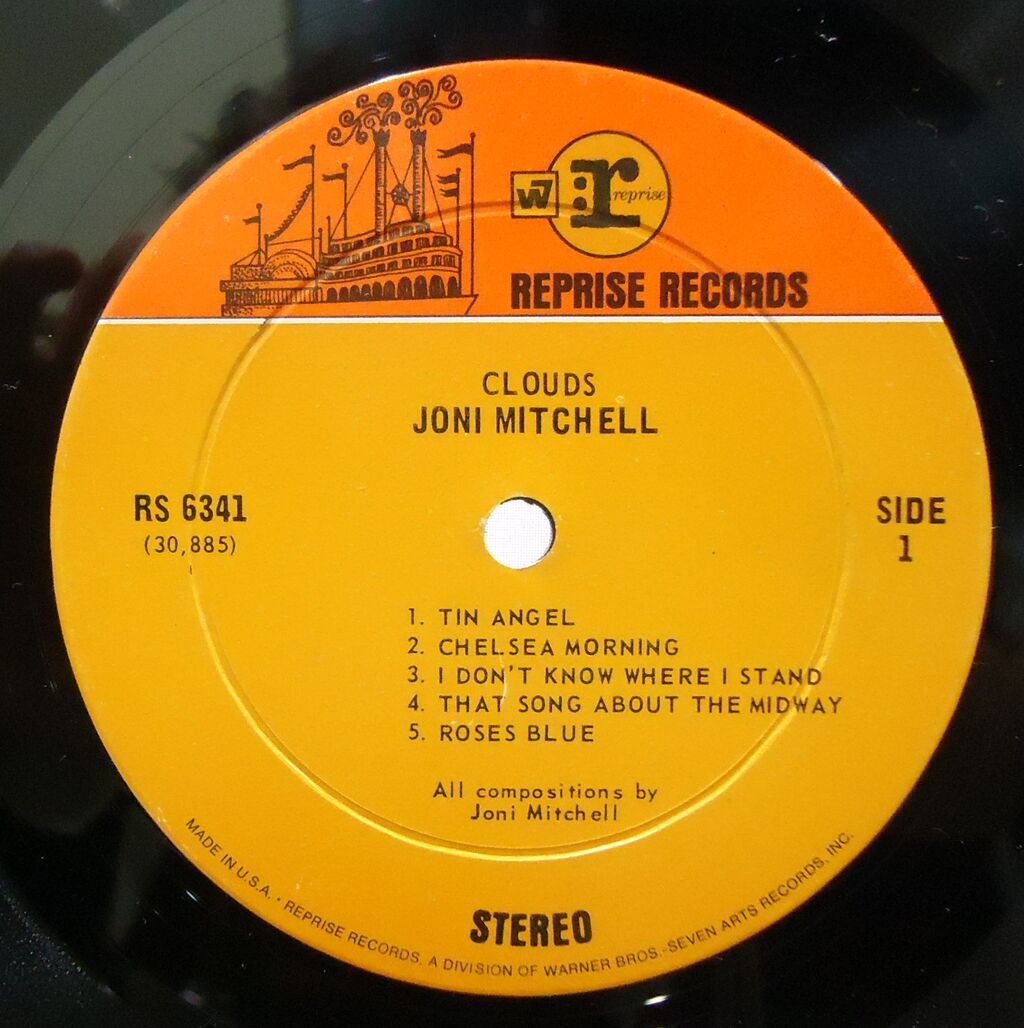 W7
r: reprise
REPRISE RECORDS
CLOUDS
JONI MITCHELL
RS 6341
(30,885)
SIDE
1
1. TIN ANGEL
2. CHELSEA MORNING
3. I DON'T KNOW WHERE I STAND
4. THAT SONG ABOUT THE MIDWAY
5. ROSES BLUE
All compositions by
Joni Mitchell
STEREO
MADE IN U.S.A. • REPRISE RECORDS, A DIVISION OF WARNER BROS.-SEVEN ARTS RECORDS, INC.